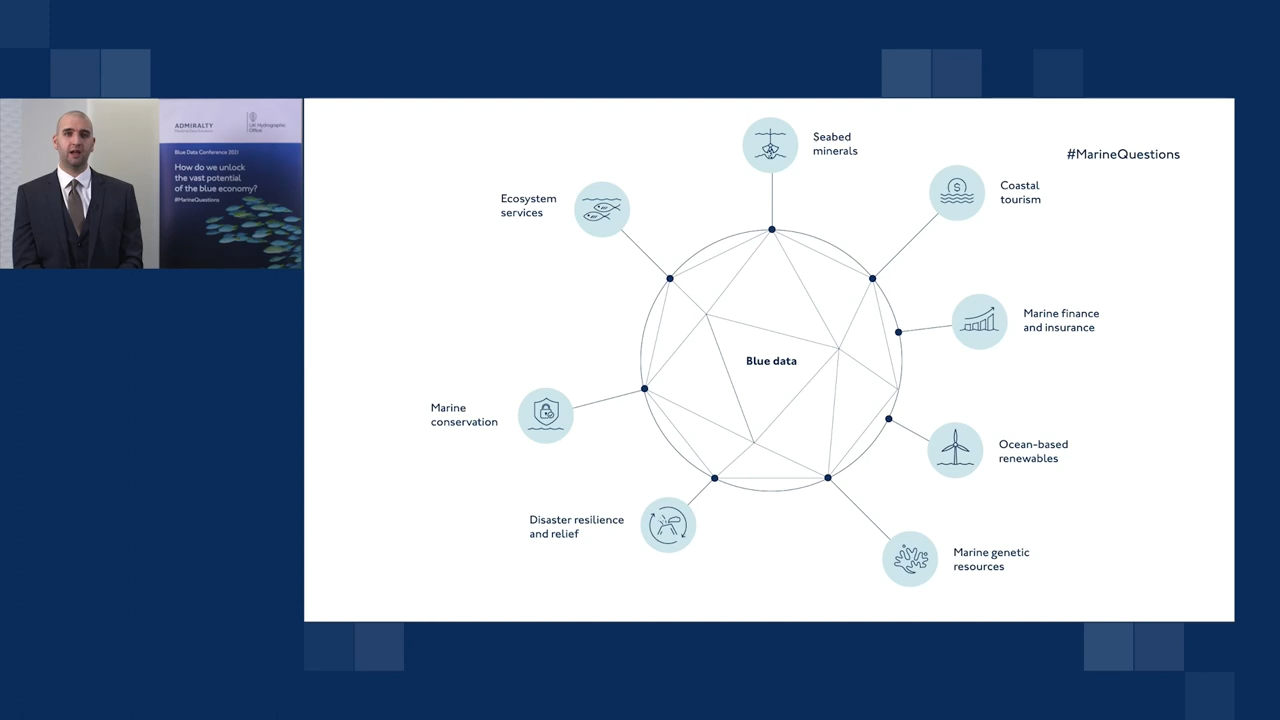 ADMIRALTY
UK Hydrographic
Office
Blue Data Conference 2021
How do we unlock
the vast potential
of the blue economy?
#MarineQuestions
Seabed
minerals
#MarineQuestions
Coastal
tourism
Ecosystem
services
Marine finance
and insurance
Blue data
Marine
conservation
Ocean-based
renewables
Disaster resilience
and relief
Marine genetic
resources
$